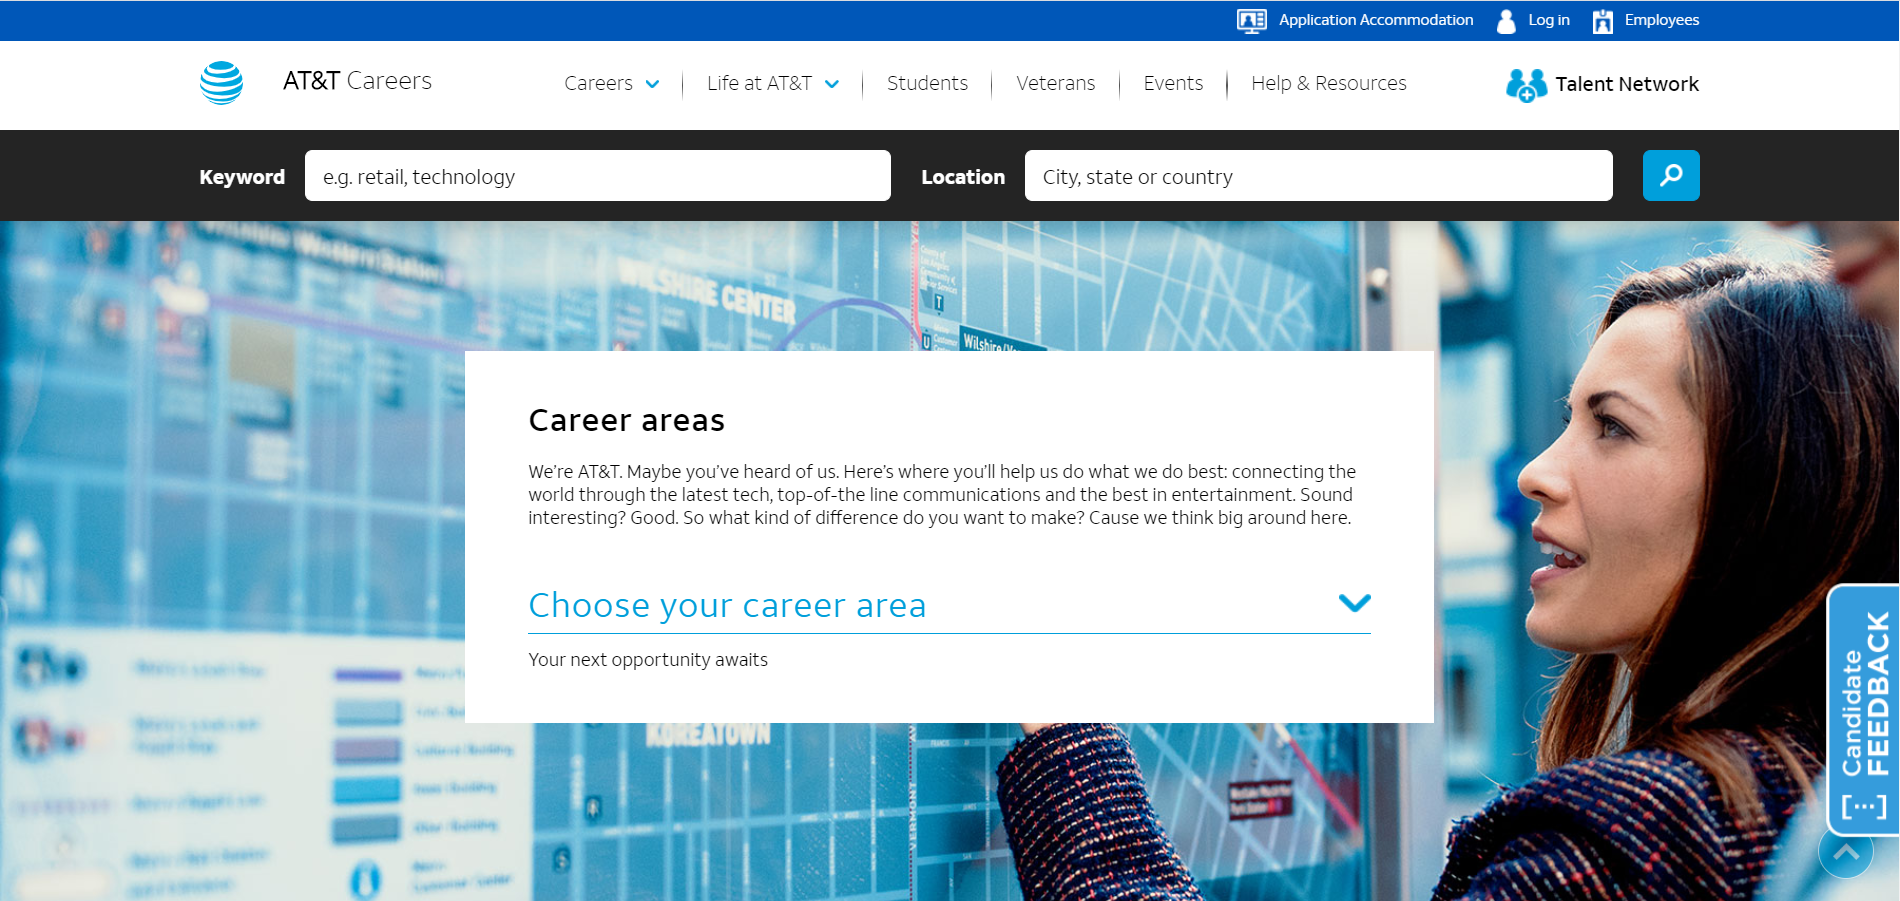 Application Accommodation
Log in
Employees
AT&T Careers
Careers
Life at AT&T
Students
Veterans
Events
Help & Resources
Talent Network
Keyword
e.g. retail, technology
Location
City, state or country
WILSHIRE CENTER
Career areas
We’re AT&T. Maybe you’ve heard of us. Here’s where you’ll help us do what we do best: connecting the
world through the latest tech, top-of-the line communications and the best in entertainment. Sound
interesting? Good. So what kind of difference do you want to make? Cause we think big around here.
Choose your career area
Your next opportunity awaits
KOREATOWN
VERMONT
Candidate
FEEDBACK